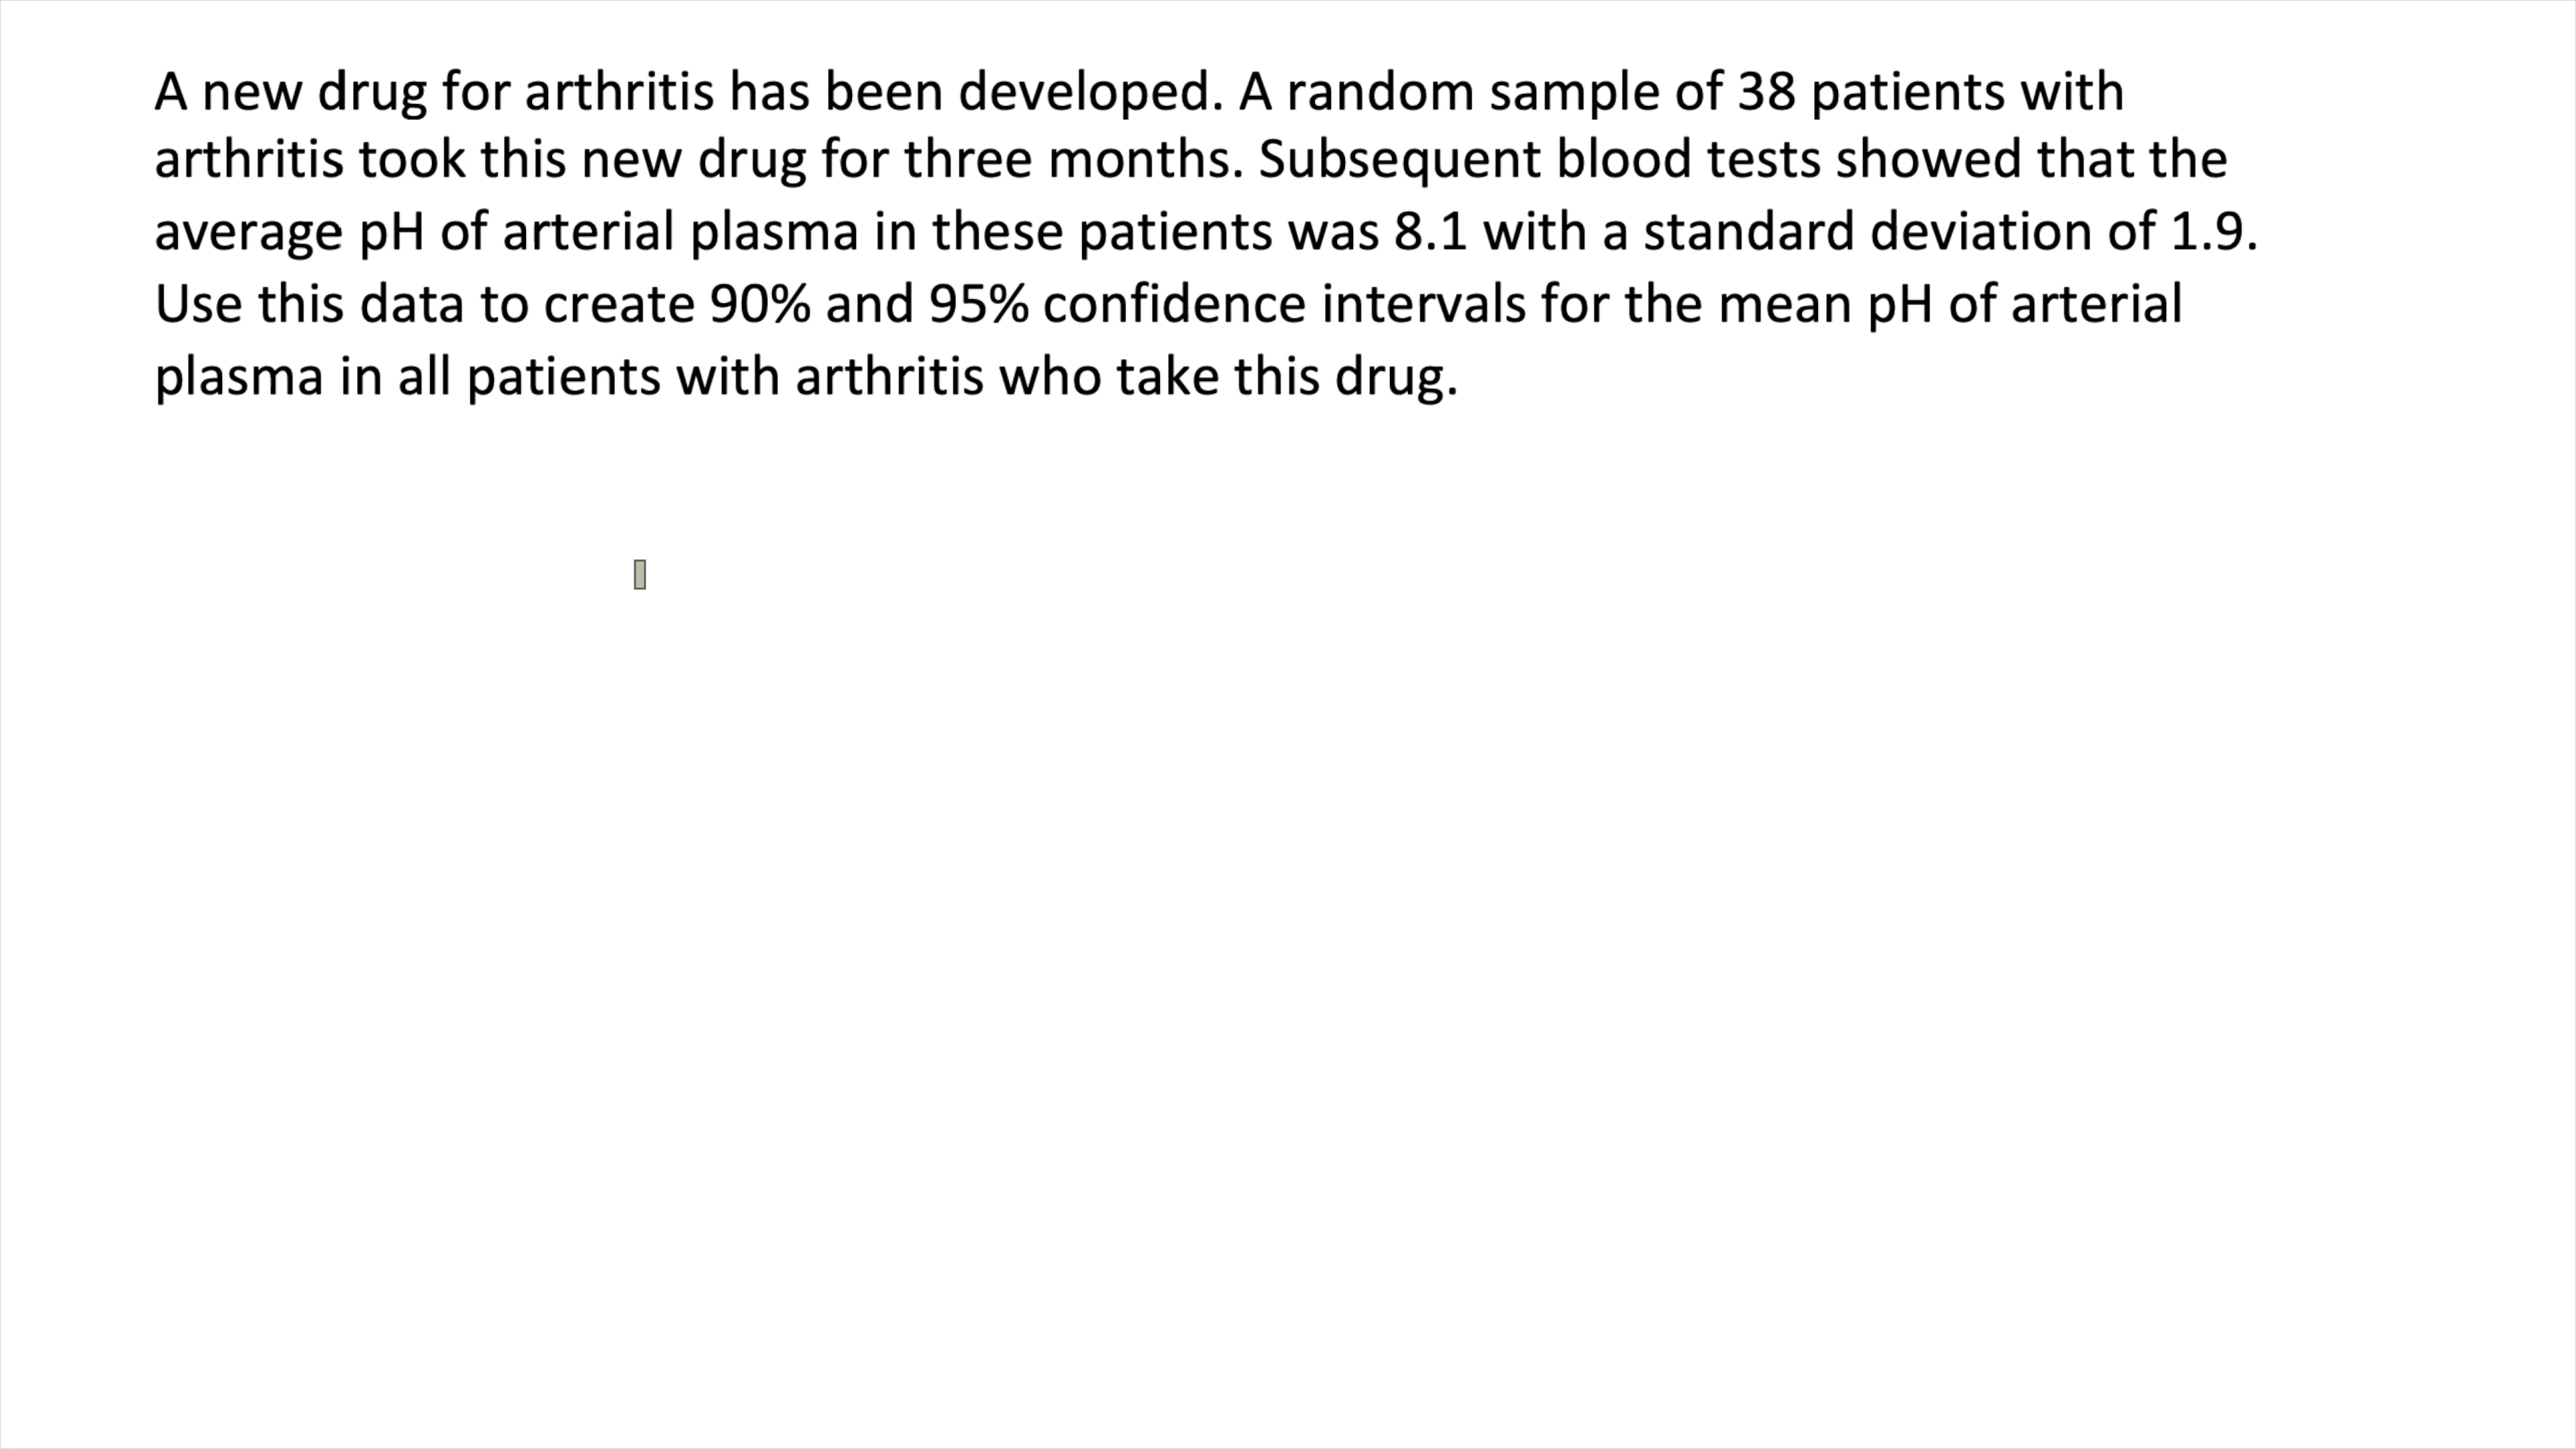 A new drug for arthritis has been developed. A random sample of 38 patients with
arthritis took this new drug for three months. Subsequent blood tests showed that the
average pH of arterial plasma in these patients was 8.1 with a standard deviation of 1.9.
Use this data to create 90% and 95% confidence intervals for the mean pH of arterial
plasma in all patients with arthritis who take this drug.